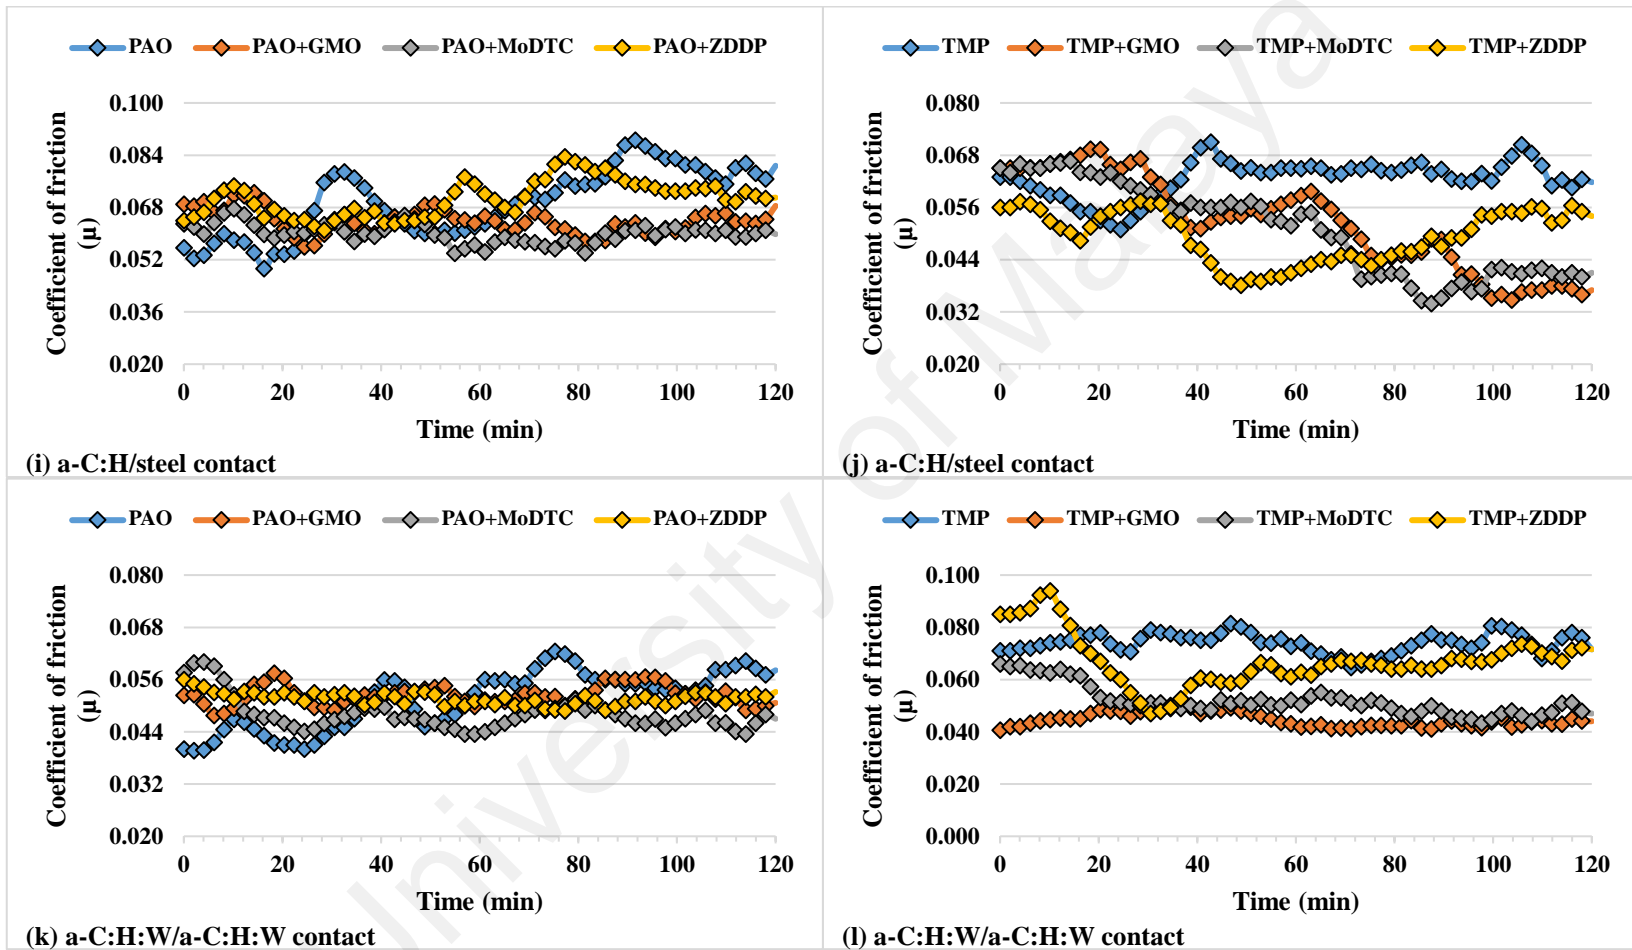 PAO PAO+GMO PAO+MoDTC PAO+ZDDP
Coefficient of friction
(μ)
0.100
0.084
0.068
0.052
0.036
0.020
0 20 40 60 80 100 120
Time (min)
(i) a-C:H/steel contact
TMP TMP+GMO TMP+MoDTC TMP+ZDDP
Coefficient of friction
(μ)
0.080
0.068
0.056
0.044
0.032
0.020
0 20 40 60 80 100 120
Time (min)
(j) a-C:H/steel contact
PAO PAO+GMO PAO+MoDTC PAO+ZDDP
Coefficient of friction
(μ)
0.080
0.068
0.056
0.044
0.032
0.020
0 20 40 60 80 100 120
Time (min)
(k) a-C:H:W/a-C:H:W contact
TMP TMP+GMO TMP+MoDTC TMP+ZDDP
Coefficient of friction
(μ)
0.100
0.080
0.060
0.040
0.020
0.000
0 20 40 60 80 100 120
Time (min)
(l) a-C:H:W/a-C:H:W contact
University of Malaya